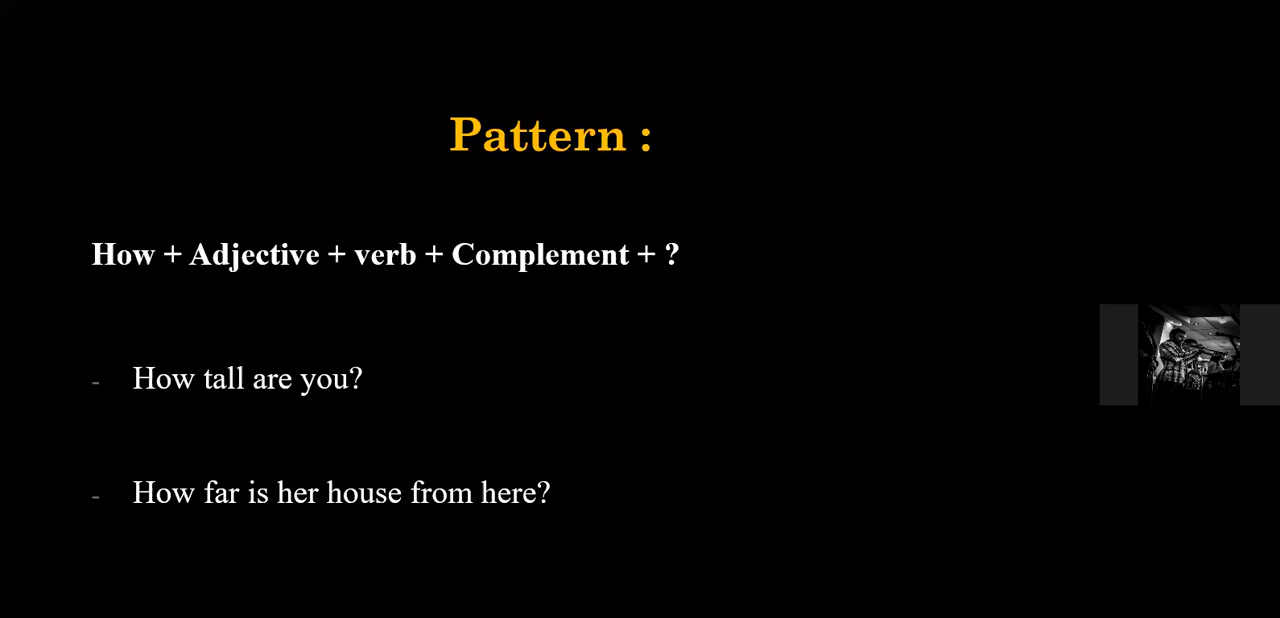 Pattern :
How + Adjective + verb + Complement + ?
- How tall are you?
- How far is her house from here?